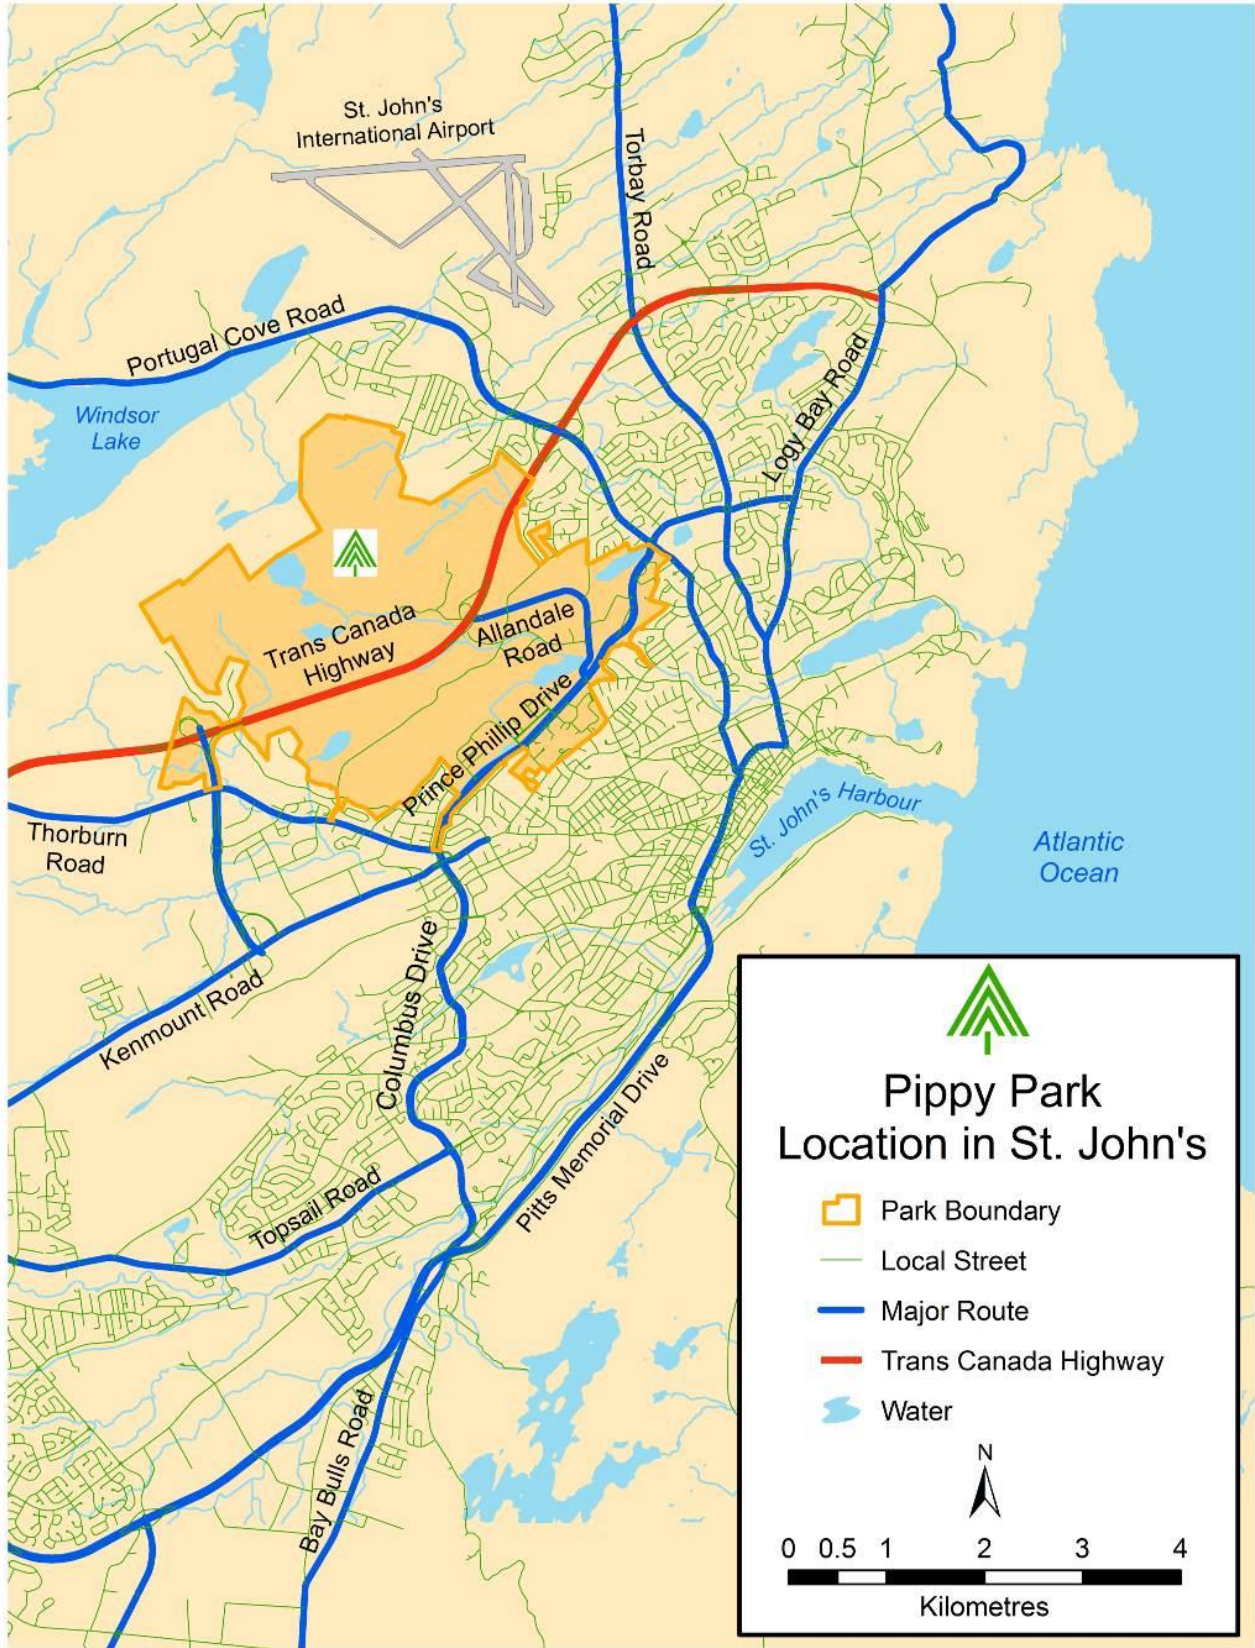 St. John's
International Airport
Torbay Road
Portugal Cove Road
Windsor
Lake
Logy Bay Road
Trans Canada
Highway
Allandale
Road
Prince Phillip Drive
Thorburn
Road
St. John's Harbour
Atlantic
Ocean
Kenmount Road
Columbus Drive
Pitts Memorial Drive
Topsail Road
Bay Bulls Road
Pippy Park
Location in St. John's
Park Boundary
Local Street
Major Route
Trans Canada Highway
Water
N
0 0.5 1 2 3 4
Kilometres